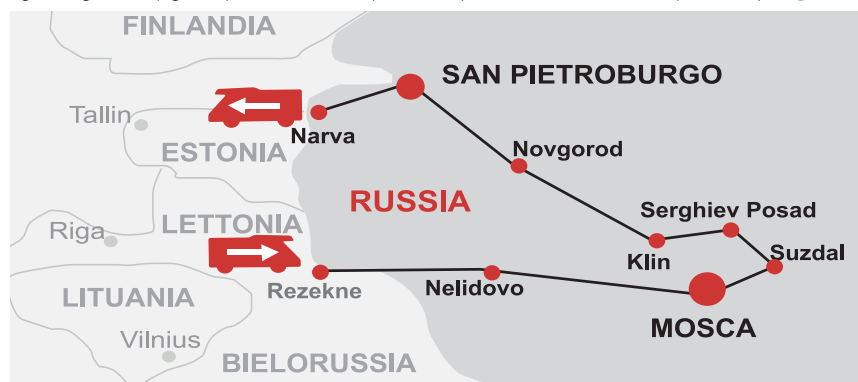 FINLANDIA
SAN PIETROBURGO
Tallin
Narva
ESTONIA
Novgorod
RUSSIA
LETTONIA
Serghiev Posad
Riga
Klin
Suzdal
Rezekne
Nelidovo
LITUANIA
MOSCA
Vilnius
BIELORUSSIA